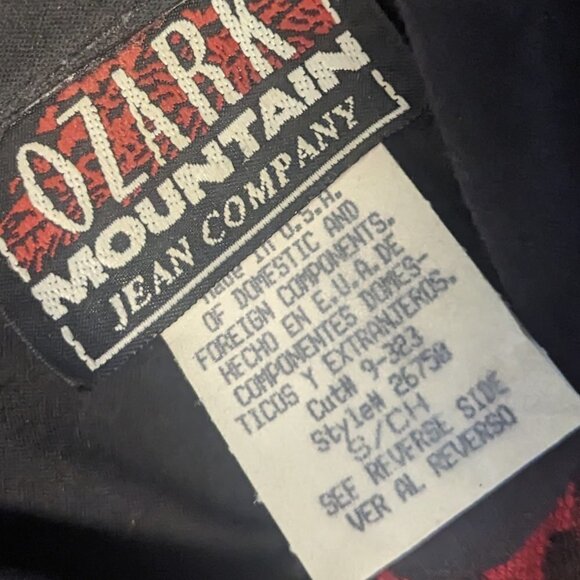 OZARK
MOUNTAIN
JEAN COMPANY
Made in U.S.A.
OF DOMESTIC AND
FOREIGN COMPONENTS.
HECHO EN E.U.A.DE
COMPONENTES DOMES-
TICOS Y EXTRANJEROS.
Cut# 9-323
Style# 26750
S/CH
SEE REVERSE SIDE
VER AL REVERSO